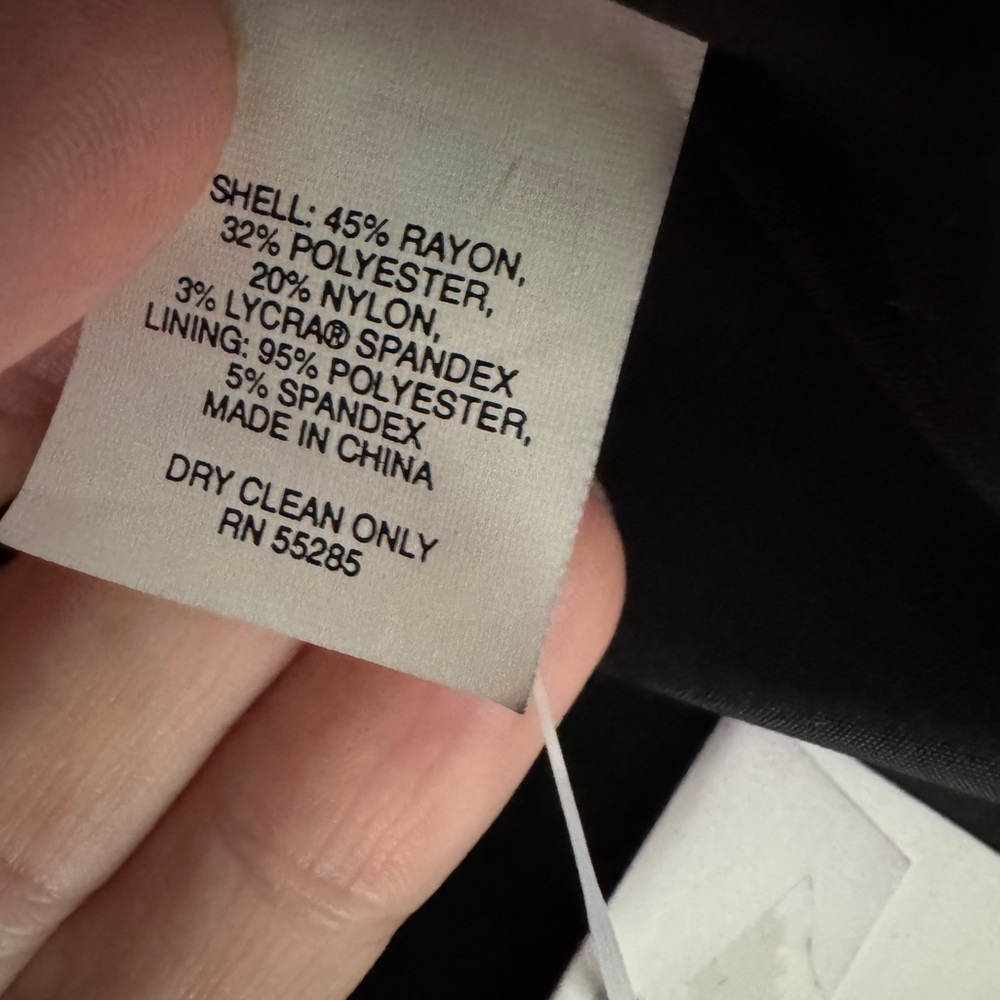 SHELL: 45% RAYON,
32% POLYESTER,
20% NYLON,
3% LYCRA® SPANDEX
LINING: 95% POLYESTER,
5% SPANDEX
MADE IN CHINA
DRY CLEAN ONLY
RN 55285